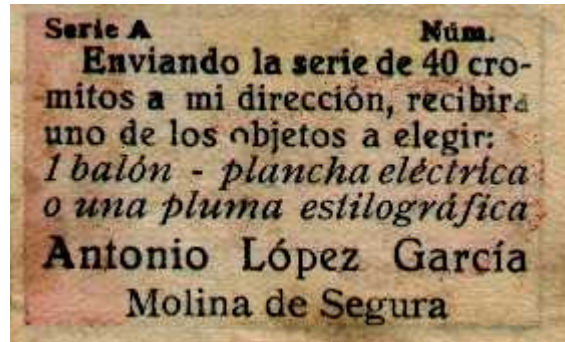 Serie A Núm.
Enviando la serie de 40 cro-
mitos a mi dirección, recibira
uno de los objetos a elegir:
1 balón - plancha eléctrica
o una pluma estilográfica
Antonio López García
Molina de Segura